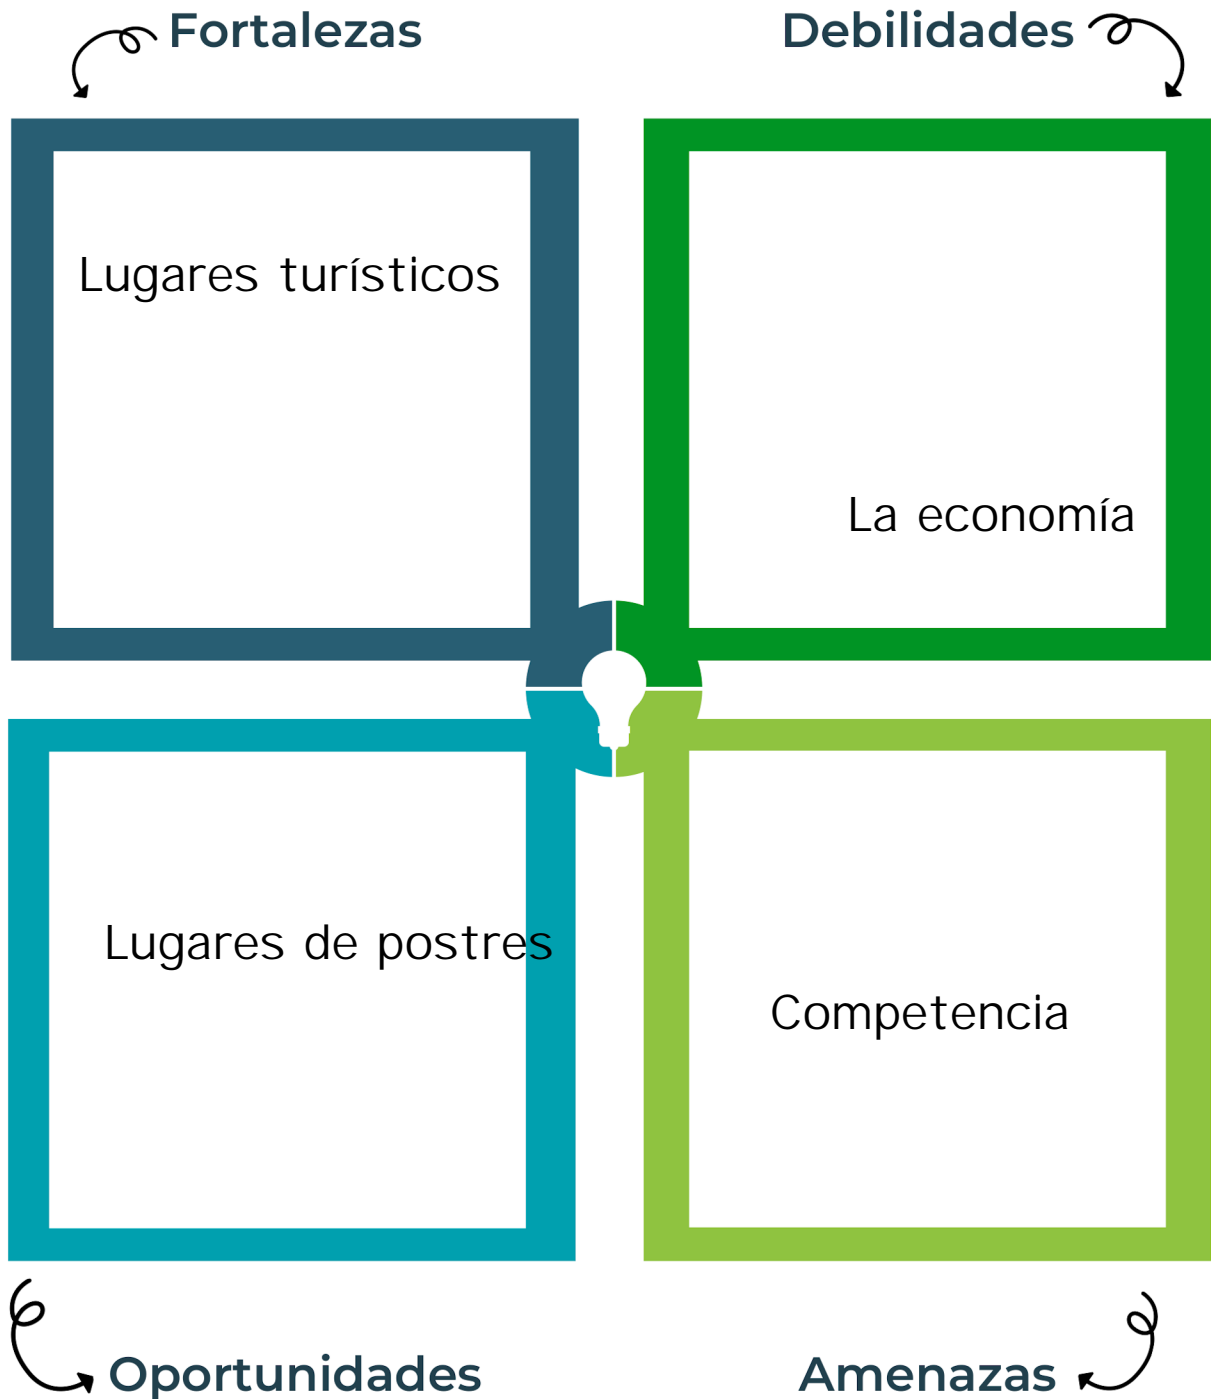 Fortalezas
Debilidades
Lugares turísticos
La economía
Lugares de postres
Competencia
Oportunidades
Amenazas